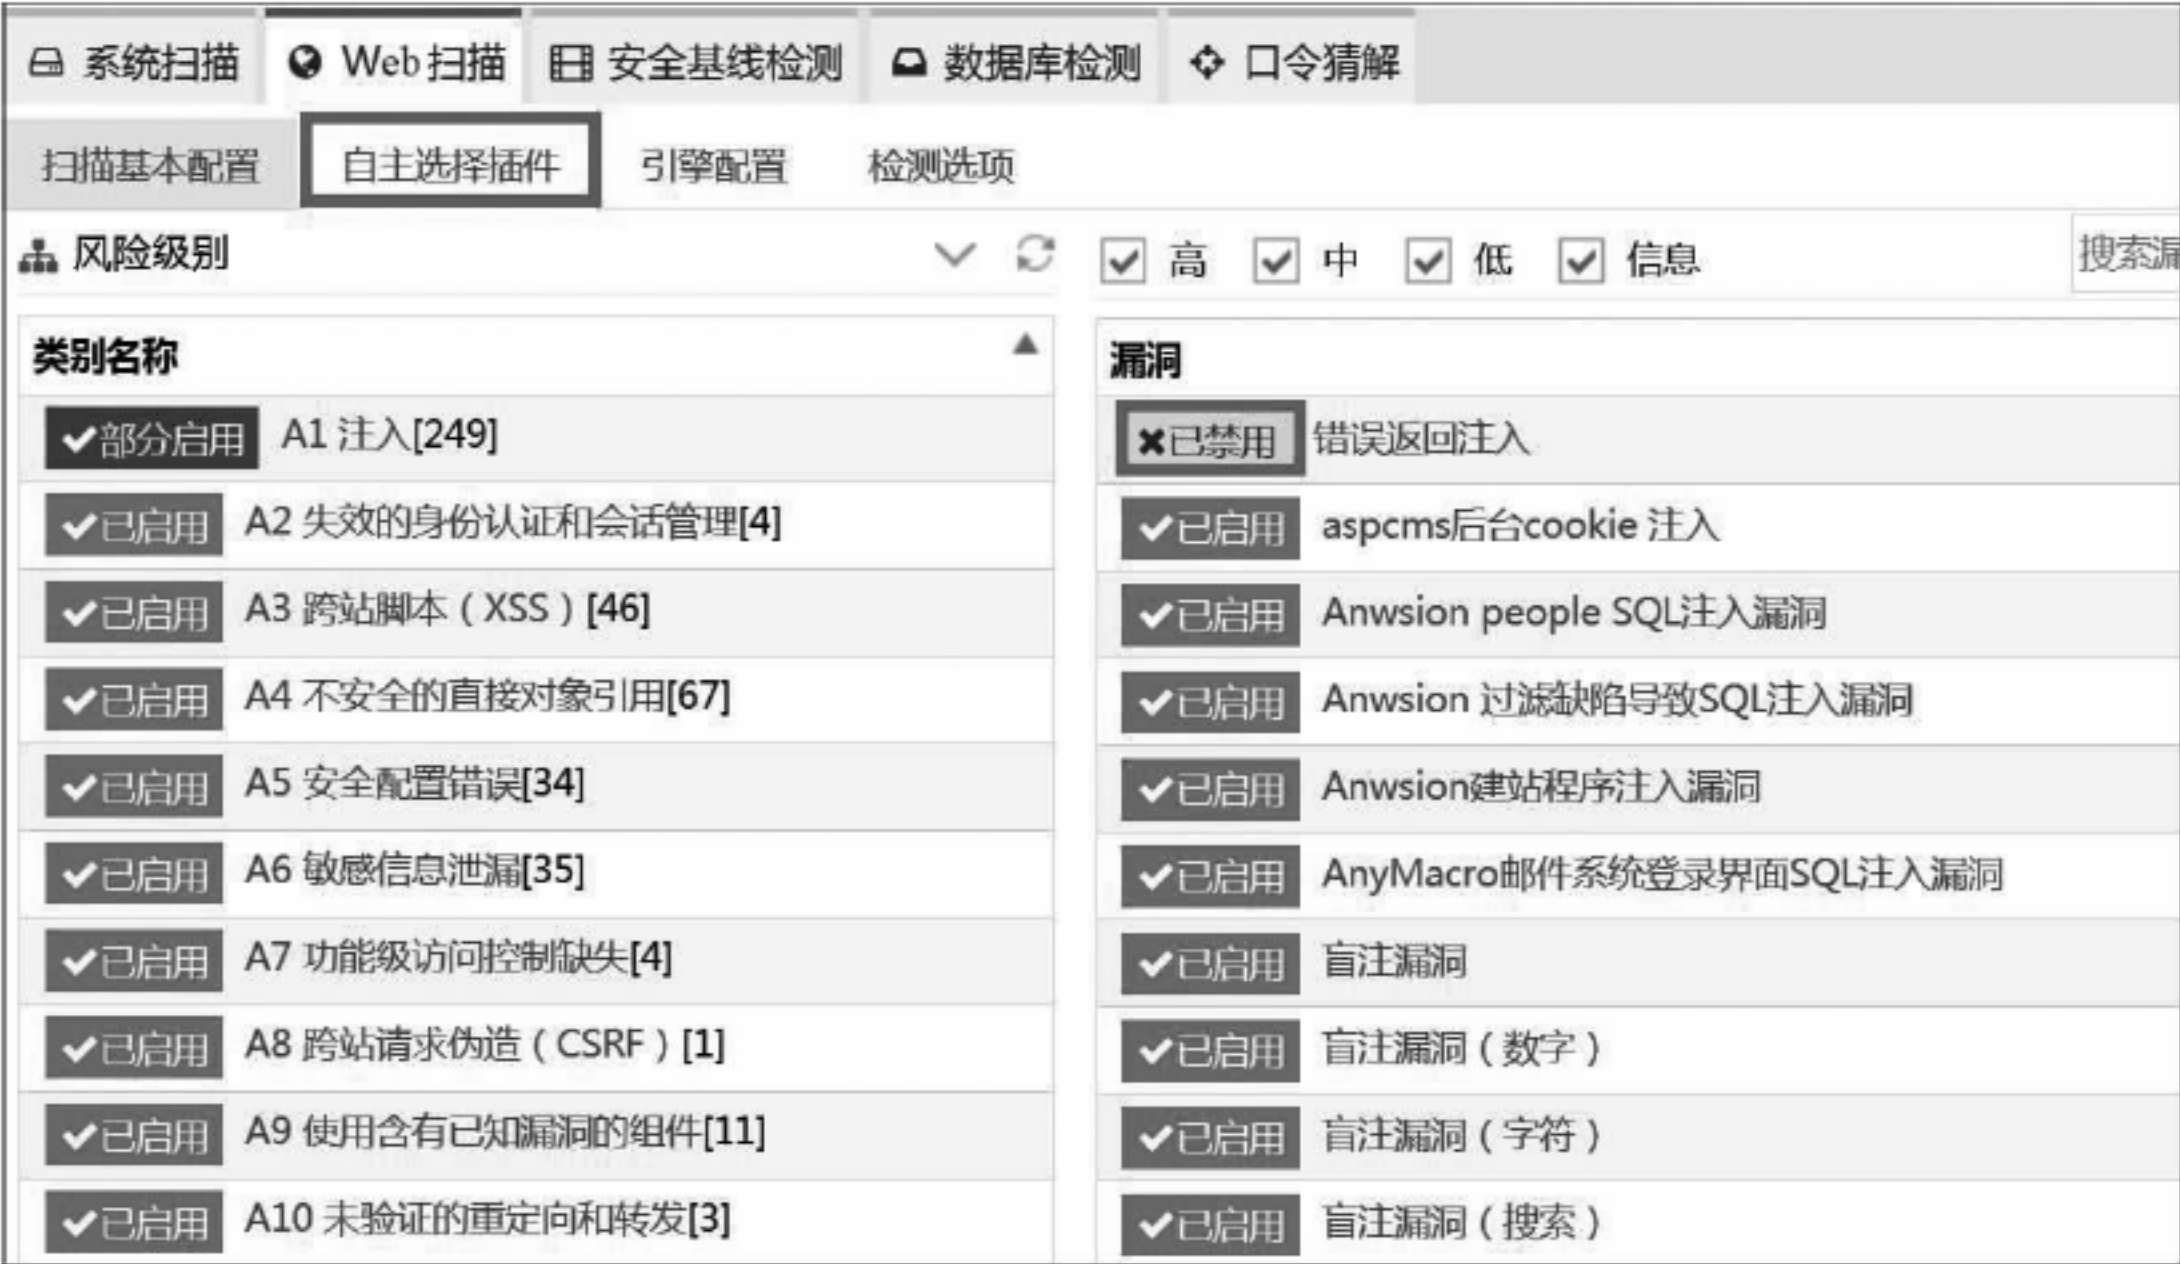 系统扫描 Web 扫描 安全基线检测 数据库检测 口令猜解
扫描基本配置 自主选择插件 引擎配置 检测选项
风险级别 高 中 低 信息 搜索漏
类别名称 漏洞
部分启用 A1 注入[249] 已禁用 错误返回注入
已启用 A2 失效的身份认证和会话管理[4] 已启用 aspcms后台cookie 注入
已启用 A3 跨站脚本（XSS）[46] 已启用 Anwsion people SQL注入漏洞
已启用 A4 不安全的直接对象引用[67] 已启用 Anwsion 过滤缺陷导致SQL注入漏洞
已启用 A5 安全配置错误[34] 已启用 Anwsion建站程序注入漏洞
已启用 A6 敏感信息泄漏[35] 已启用 AnyMacro邮件系统登录界面SQL注入漏洞
已启用 A7 功能级访问控制缺失[4] 已启用 盲注漏洞
已启用 A8 跨站请求伪造（CSRF）[1] 已启用 盲注漏洞（数字）
已启用 A9 使用含有已知漏洞的组件[11] 已启用 盲注漏洞（字符）
已启用 A10 未验证的重定向和转发[3] 已启用 盲注漏洞（搜索）